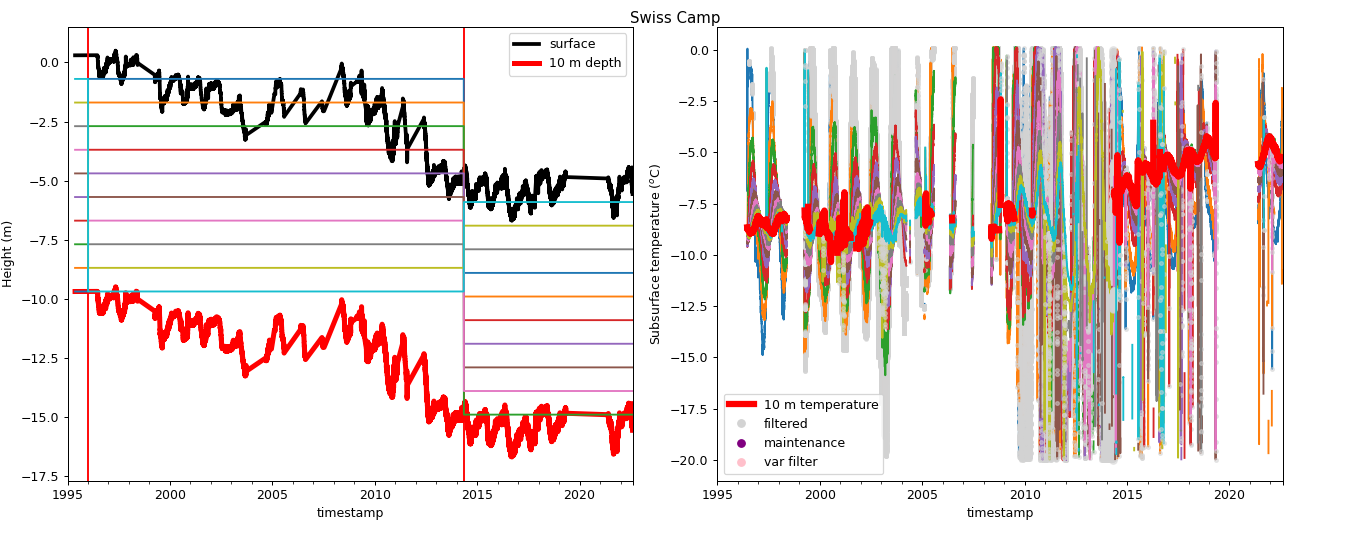 Swiss Camp
surface
10 m depth
Height (m)
0.0
−2.5
−5.0
−7.5
−10.0
−12.5
−15.0
−17.5
1995
2000
2005
2010
2015
2020
timestamp
Subsurface temperature (°C)
0.0
−2.5
−5.0
−7.5
−10.0
−12.5
−15.0
−17.5
−20.0
10 m temperature
filtered
maintenance
var filter
1995
2000
2005
2010
2015
2020
timestamp